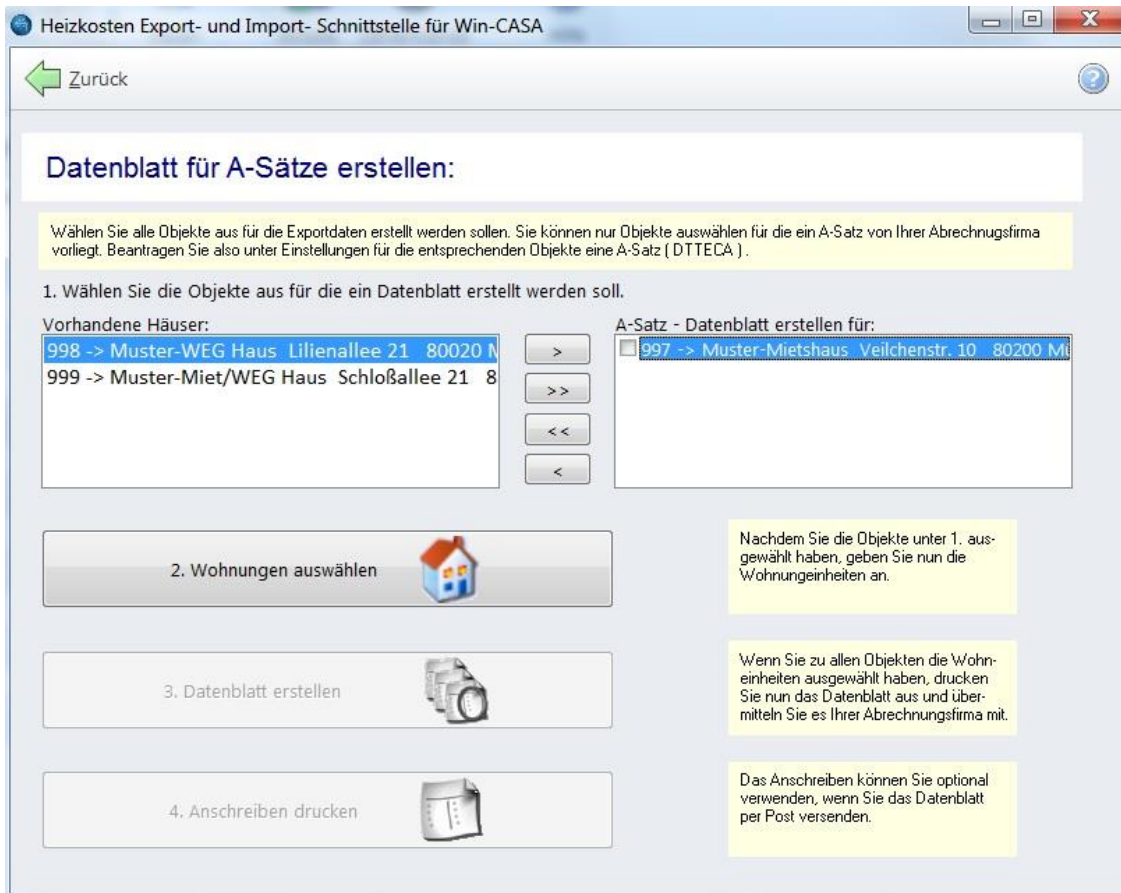 Heizkosten Export- und Import- Schnittstelle für Win-CASA
Zurück
Datenblatt für A-Sätze erstellen:
Wählen Sie alle Objekte aus für die Exportdaten erstellt werden sollen. Sie können nur Objekte auswählen für die ein A-Satz von Ihrer Abrechnugsfirma
vorliegt. Beantragen Sie also unter Einstellungen für die entsprechenden Objekte eine A-Satz ( DTTECA ) .
1. Wählen Sie die Objekte aus für die ein Datenblatt erstellt werden soll.
Vorhandene Häuser:
998 -> Muster-WEG Haus Lilienallee 21 80020 M
999 -> Muster-Miet/WEG Haus Schloßallee 21 8
>
>>
<<
<
A-Satz - Datenblatt erstellen für:
997 -> Muster-Mietshaus Veilchenstr. 10 80200 Mü
2. Wohnungen auswählen
Nachdem Sie die Objekte unter 1. aus-
gewählt haben, geben Sie nun die
Wohnungeinheiten an.
3. Datenblatt erstellen
Wenn Sie zu allen Objekten die Wohn-
einheiten ausgewählt haben, drucken
Sie nun das Datenblatt aus und über-
mitteln Sie es Ihrer Abrechnungsfirma mit.
4. Anschreiben drucken
Das Anschreiben können Sie optional
verwenden, wenn Sie das Datenblatt
per Post versenden.